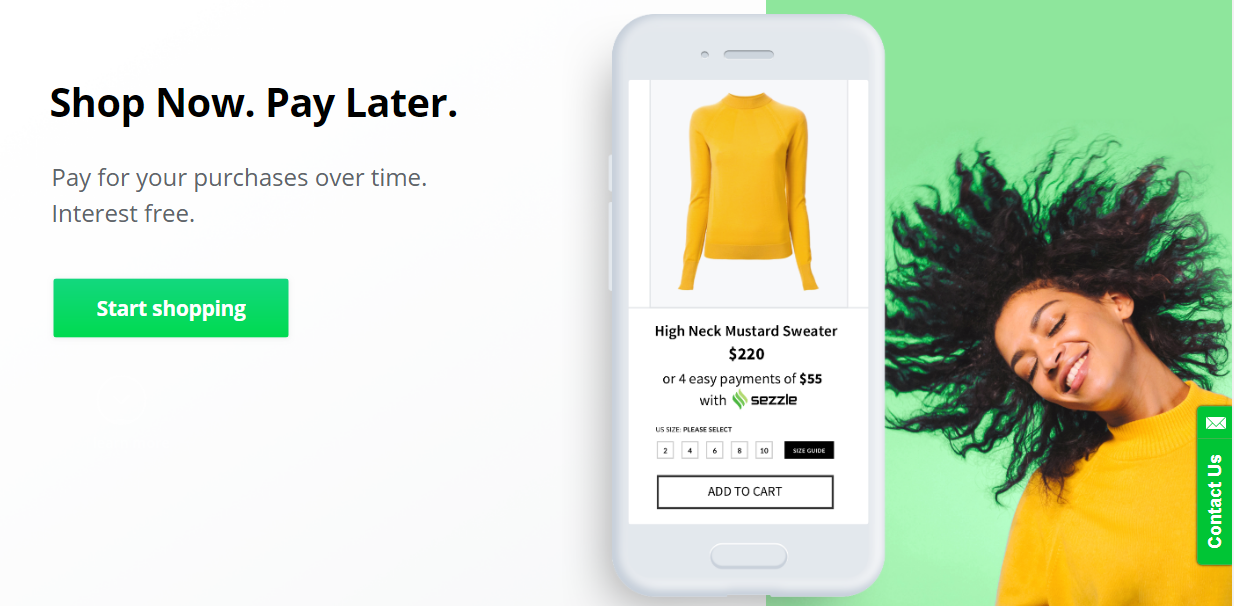 Shop Now. Pay Later.
Pay for your purchases over time.
Interest free.
Start shopping
High Neck Mustard Sweater
$220
or 4 easy payments of $55
with sezzle
US SIZE: PLEASE SELECT
2 4 6 8 10 SIZE GUIDE
ADD TO CART
Contact Us